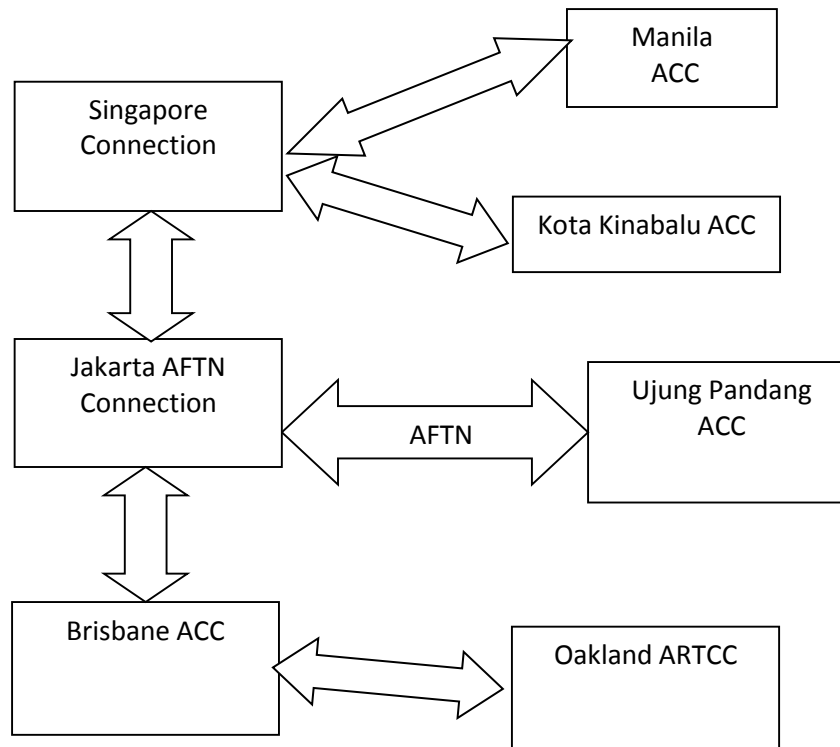 Manila
ACC
Singapore
Connection
Kota Kinabalu ACC
Jakarta AFTN
Connection
AFTN
Ujung Pandang
ACC
Brisbane ACC
Oakland ARTCC